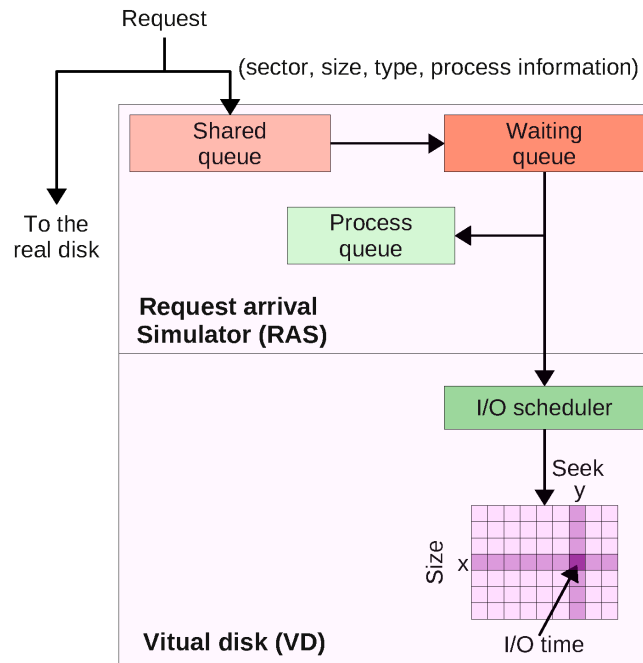 Request
(sector, size, type, process information)
Shared
queue
Waiting
queue
To the
real disk
Process
queue
Request arrival
Simulator (RAS)
I/O scheduler
Seek
y
Size
x
I/O time
Vitual disk (VD)